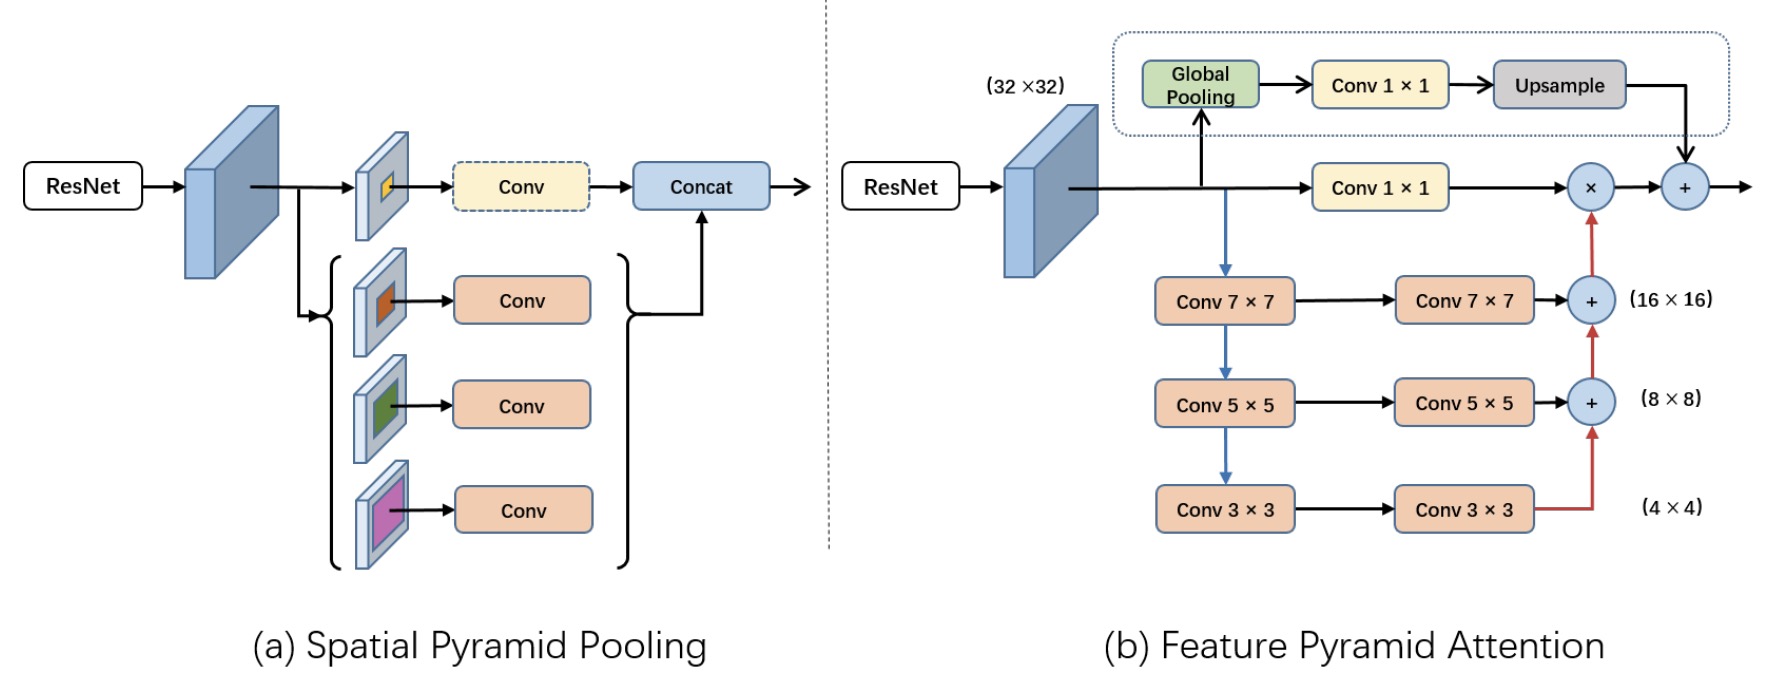 ResNet
Conv
Concat
Conv
Conv
Conv
(a) Spatial Pyramid Pooling
(32 ×32)
Global
Pooling
Conv 1 × 1
Upsample
ResNet
Conv 1 × 1
×
+
Conv 7 × 7
Conv 7 × 7
+
(16 × 16)
Conv 5 × 5
Conv 5 × 5
+
(8 × 8)
Conv 3 × 3
Conv 3 × 3
(4 × 4)
(b) Feature Pyramid Attention